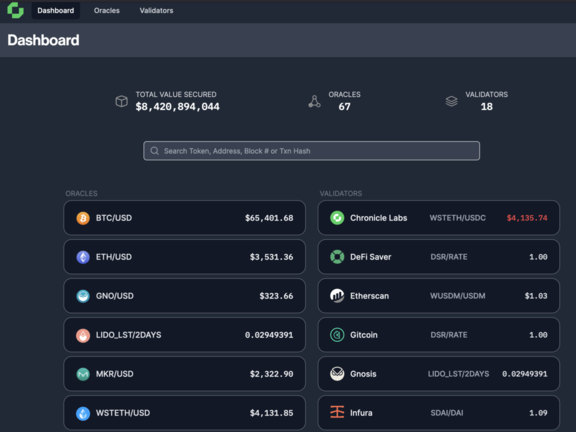 Dashboard Oracles Validators
Dashboard
TOTAL VALUE SECURED
$8,420,894,044
ORACLES
67
VALIDATORS
18
Search Token, Address, Block # or Txn Hash
ORACLES
BTC/USD $65,401.68
ETH/USD $3,531.36
GNO/USD $323.66
LIDO_LST/2DAYS 0.02949391
MKR/USD $2,322.90
WSTETH/USD $4,131.85
VALIDATORS
Chronicle Labs WSTETH/USDC $4,135.74
DeFi Saver DSR/RATE 1.00
Etherscan WUSDM/USDM $1.03
Gitcoin DSR/RATE 1.00
Gnosis LIDO_LST/2DAYS 0.02949391
Infura SDAI/DAI 1.09